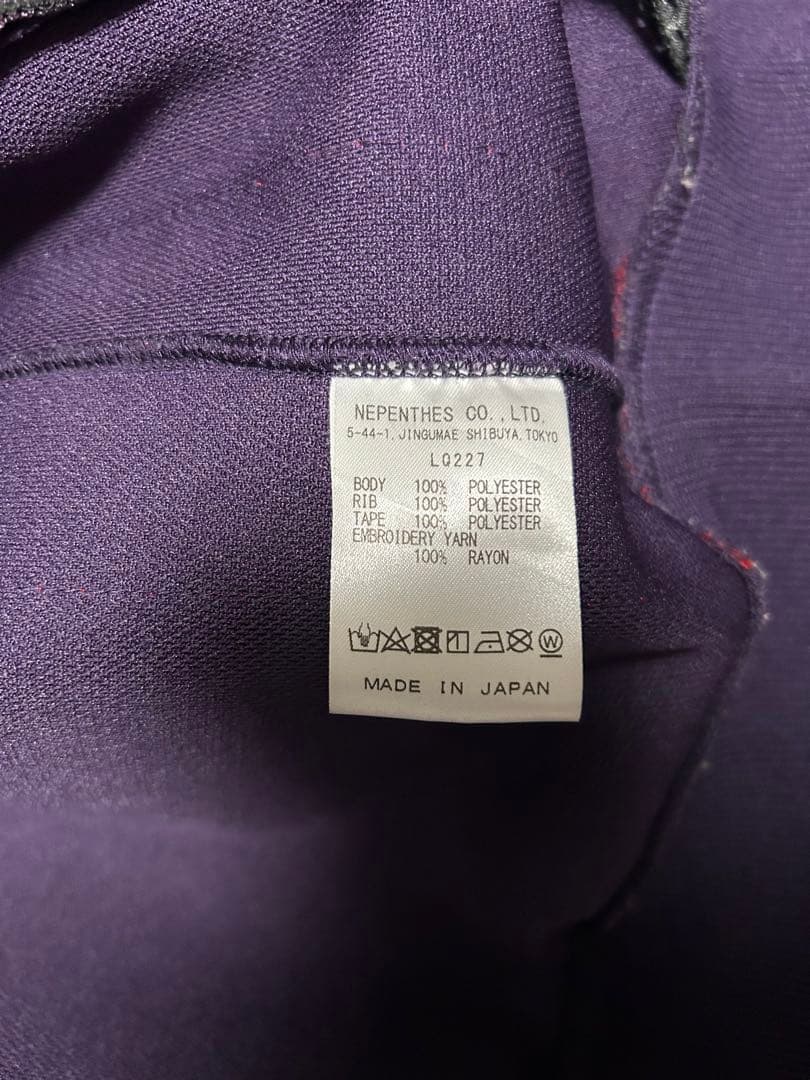 NEPENTHES CO.,LTD.
5-44-1,JINGUMAE SHIBUYA,TOKYO
LQ227
BODY 100% POLYESTER
RIB 100% POLYESTER
TAPE 100% POLYESTER
EMBROIDERY YARN
100% RAYON
W
MADE IN JAPAN